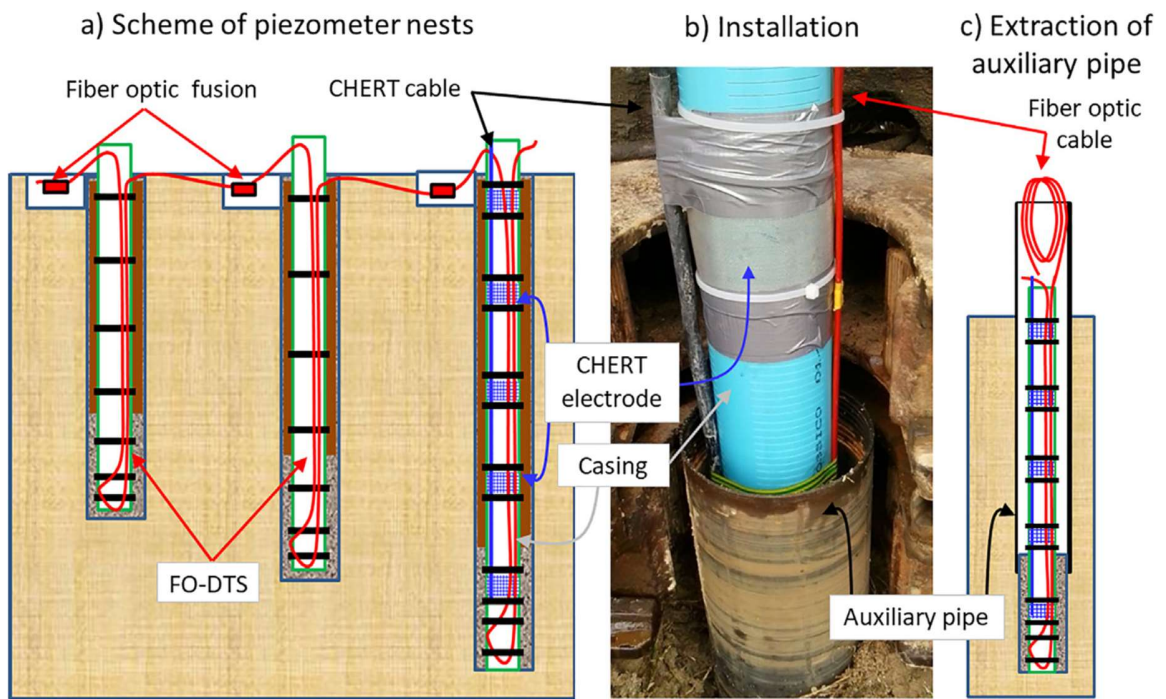 a) Scheme of piezometer nests
b) Installation
c) Extraction of
auxiliary pipe
Fiber optic fusion
CHERT cable
Fiber optic
cable
CHERT
electrode
Casing
FO-DTS
Auxiliary pipe